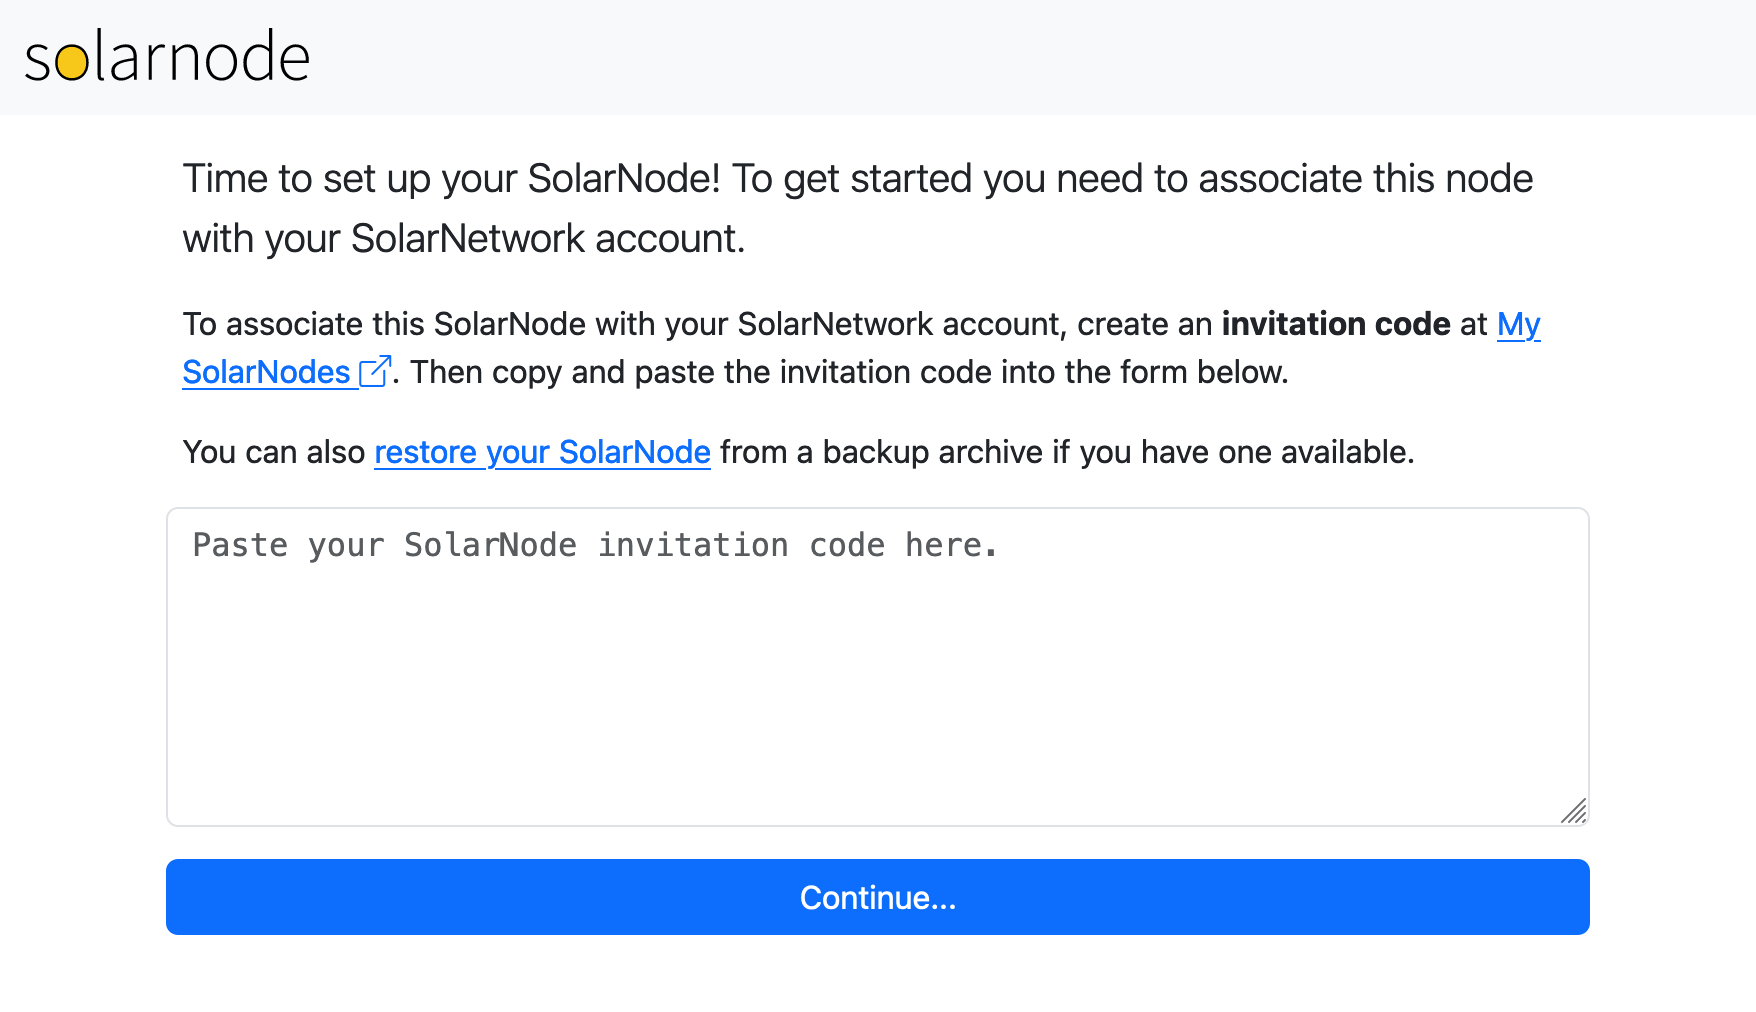 solarnode
Time to set up your SolarNode! To get started you need to associate this node
with your SolarNetwork account.
To associate this SolarNode with your SolarNetwork account, create an invitation code at My
SolarNodes. Then copy and paste the invitation code into the form below.
You can also restore your SolarNode from a backup archive if you have one available.
Paste your SolarNode invitation code here.
Continue...